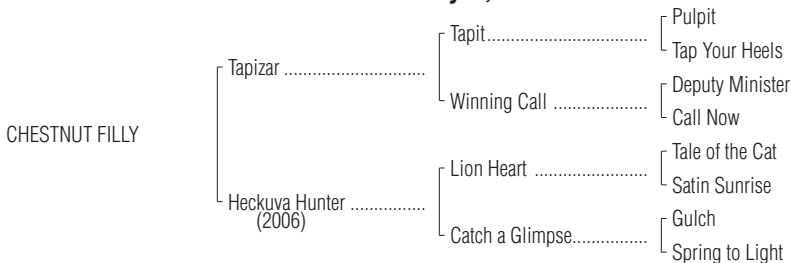 Pulpit
Tapit................................
Tap Your Heels
Tapizar ...........................
Deputy Minister
Winning Call ..................
Call Now
CHESTNUT FILLY
Tale of the Cat
Lion Heart ......................
Satin Sunrise
Heckuva Hunter ...............
(2006)
Gulch
Catch a Glimpse...............
Spring to Light